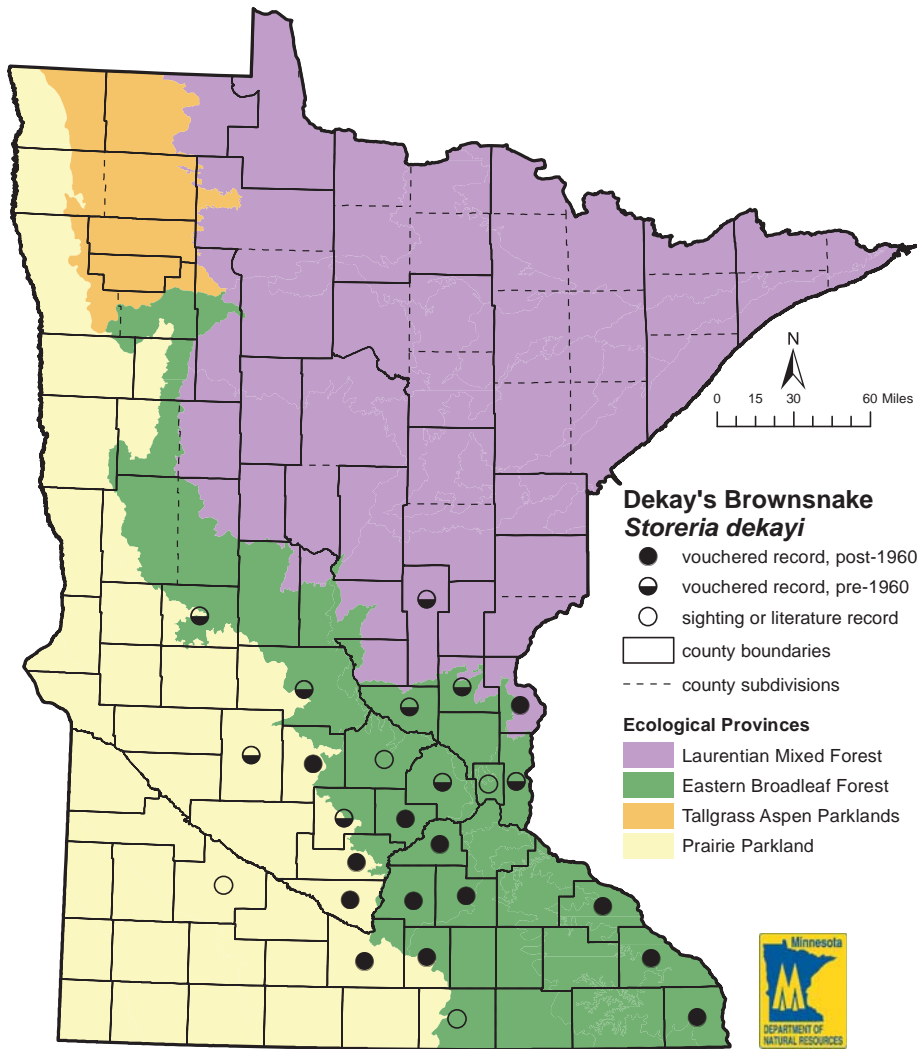 N
0 15 30 60 Miles
Dekay's Brownsnake
Storeria dekayi
vouchered record, post-1960
vouchered record, pre-1960
sighting or literature record
county boundaries
county subdivisions
Ecological Provinces
Laurentian Mixed Forest
Eastern Broadleaf Forest
Tallgrass Aspen Parklands
Prairie Parkland
Minnesota
M
DEPARTMENT OF
NATURAL RESOURCES